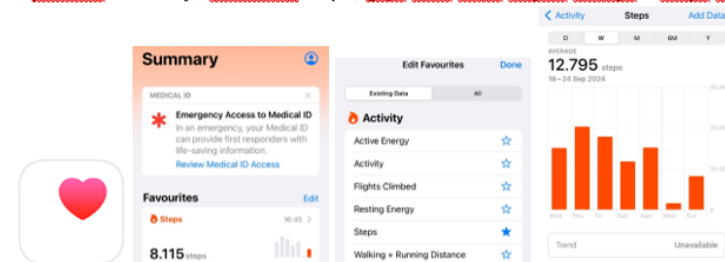 Summary
MEDICAL ID
Emergency Access to Medical ID
In an emergency, your Medical ID
can provide first responders with
life-saving information.
Review Medical ID Access
Favourites Edit
Steps 16:45
8.115 steps
Edit Favourites Done
Existing Data All
Activity
Active Energy
Activity
Flights Climbed
Resting Energy
Steps
Walking + Running Distance
Activity Steps Add Data
D W M 6M Y
AVERAGE
12.795 steps
18–24 Sep 2024
Wed Thu Fri Sat Sun Mon Tue
0
Trend Unavailable